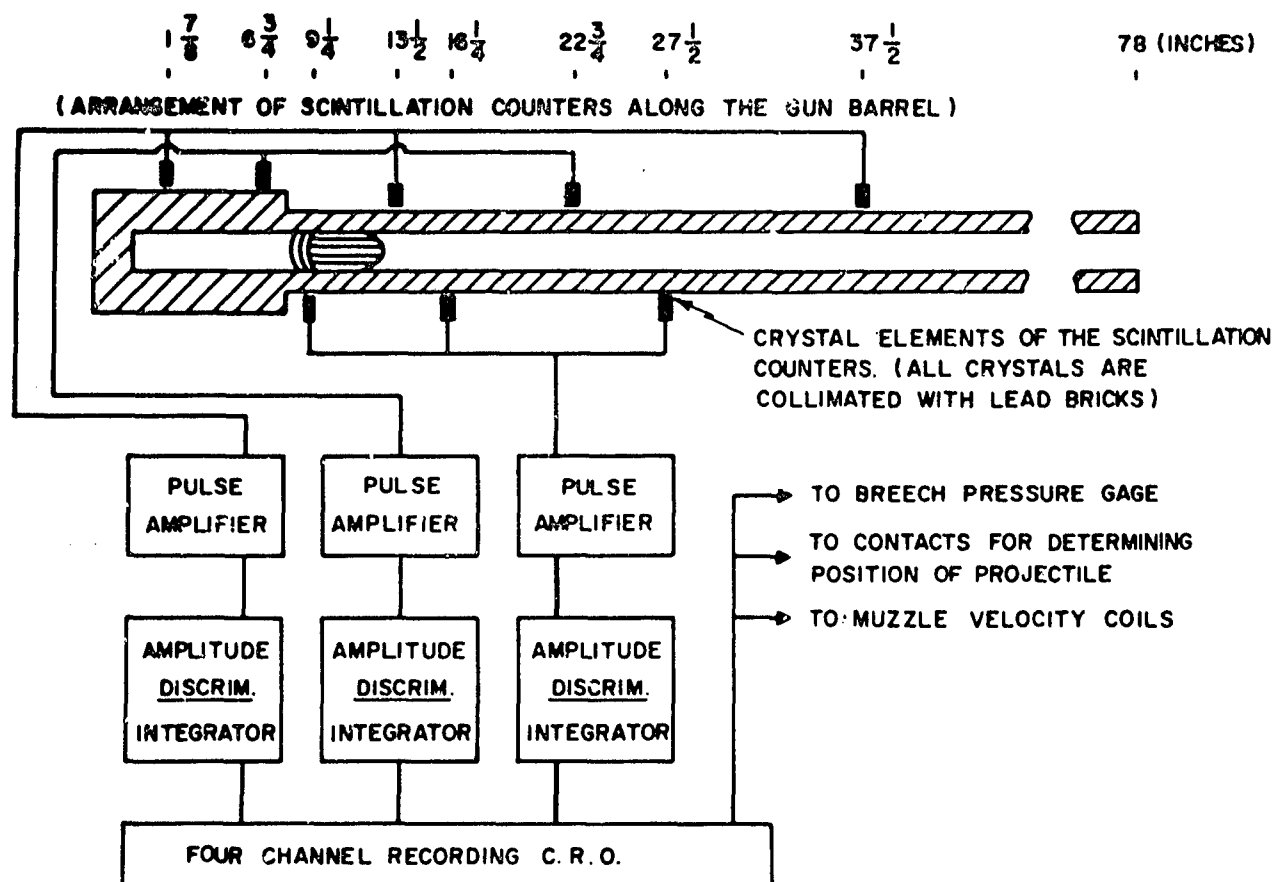 1 7/8 6 3/4 9 1/4 13 1/2 16 1/4 22 3/4 27 1/2 37 1/2 78 (INCHES)
(ARRANGEMENT OF SCINTILLATION COUNTERS ALONG THE GUN BARREL)
CRYSTAL ELEMENTS OF THE SCINTILLATION
COUNTERS. (ALL CRYSTALS ARE
COLLIMATED WITH LEAD BRICKS)
PULSE
AMPLIFIER
PULSE
AMPLIFIER
PULSE
AMPLIFIER
TO BREECH PRESSURE GAGE
TO CONTACTS FOR DETERMINING
POSITION OF PROJECTILE
TO MUZZLE VELOCITY COILS
AMPLITUDE
DISCRIM.
INTEGRATOR
AMPLITUDE
DISCRIM.
INTEGRATOR
AMPLITUDE
DISCRIM.
INTEGRATOR
FOUR CHANNEL RECORDING C.R.O.